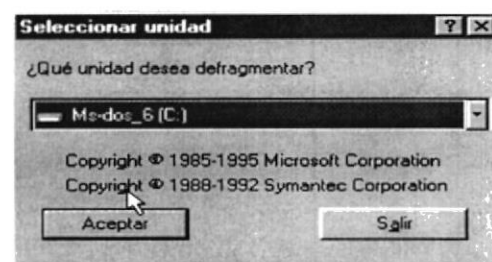 Seleccionar unidad
¿Qué unidad desea defragmentar?
Ms-dos_6 (C:)
Copyright © 1985-1995 Microsoft Corporation
Copyright © 1988-1992 Symantec Corporation
Aceptar
Salir